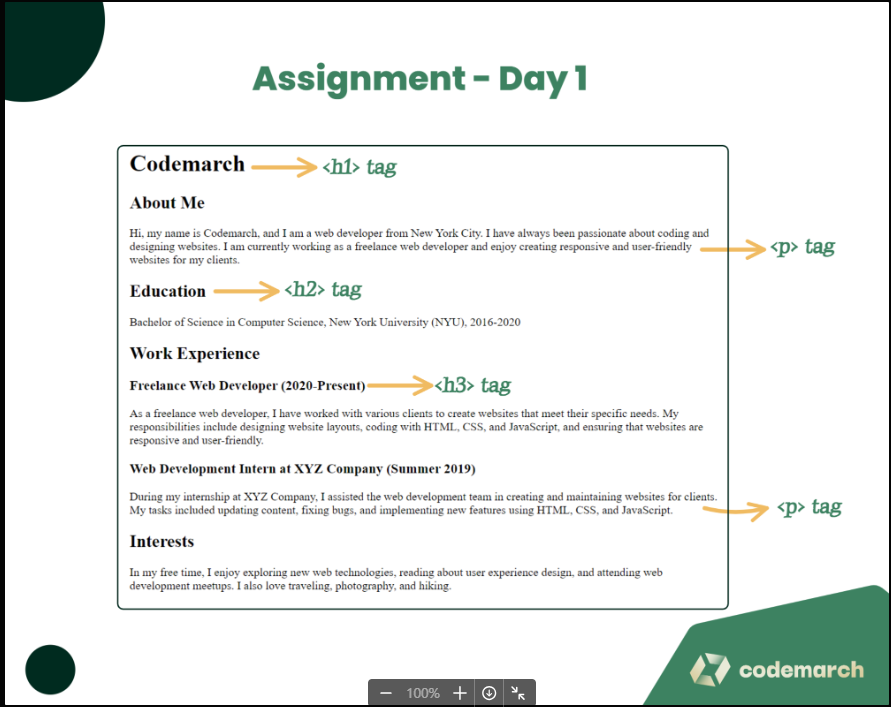 Assignment - Day 1
Codemarch
<h1> tag
About Me
Hi, my name is Codemarch, and I am a web developer from New York City. I have always been passionate about coding and
designing websites. I am currently working as a freelance web developer and enjoy creating responsive and user-friendly
websites for my clients.
<p> tag
Education
<h2> tag
Bachelor of Science in Computer Science, New York University (NYU), 2016-2020
Work Experience
Freelance Web Developer (2020-Present)
<h3> tag
As a freelance web developer, I have worked with various clients to create websites that meet their specific needs. My
responsibilities include designing website layouts, coding with HTML, CSS, and JavaScript, and ensuring that websites are
responsive and user-friendly.
Web Development Intern at XYZ Company (Summer 2019)
During my internship at XYZ Company, I assisted the web development team in creating and maintaining websites for clients.
My tasks included updating content, fixing bugs, and implementing new features using HTML, CSS, and JavaScript.
<p> tag
Interests
In my free time, I enjoy exploring new web technologies, reading about user experience design, and attending web
development meetups. I also love traveling, photography, and hiking.
codemarch
100%